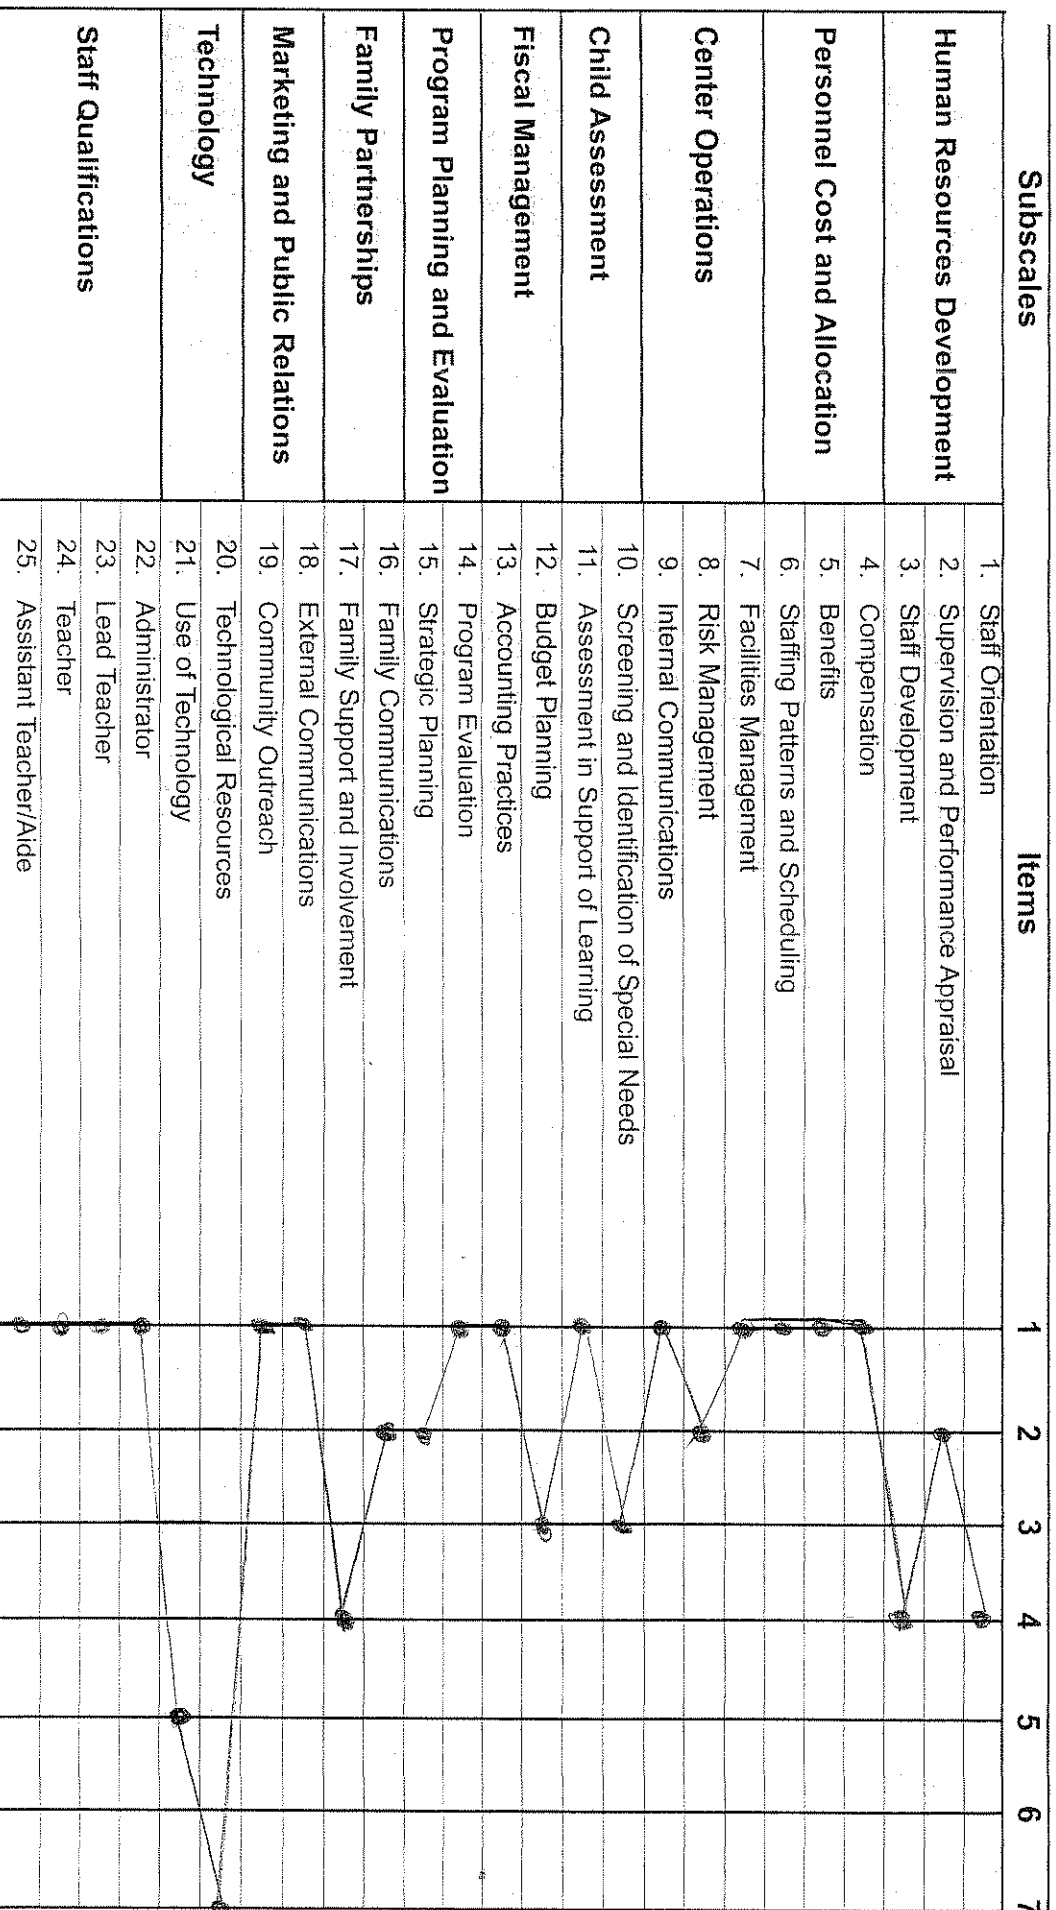 Subscales Items 1 2 3 4 5 6 7
Human Resources Development
1. Staff Orientation
2. Supervision and Performance Appraisal
3. Staff Development
Personnel Cost and Allocation
4. Compensation
5. Benefits
6. Staffing Patterns and Scheduling
Center Operations
7. Facilities Management
8. Risk Management
9. Internal Communications
Child Assessment
10. Screening and Identification of Special Needs
11. Assessment in Support of Learning
Fiscal Management
12. Budget Planning
13. Accounting Practices
Program Planning and Evaluation
14. Program Evaluation
15. Strategic Planning
Family Partnerships
16. Family Communications
17. Family Support and Involvement
Marketing and Public Relations
18. External Communications
19. Community Outreach
Technology
20. Technological Resources
21. Use of Technology
Staff Qualifications
22. Administrator
23. Lead Teacher
24. Teacher
25. Assistant Teacher/Aide